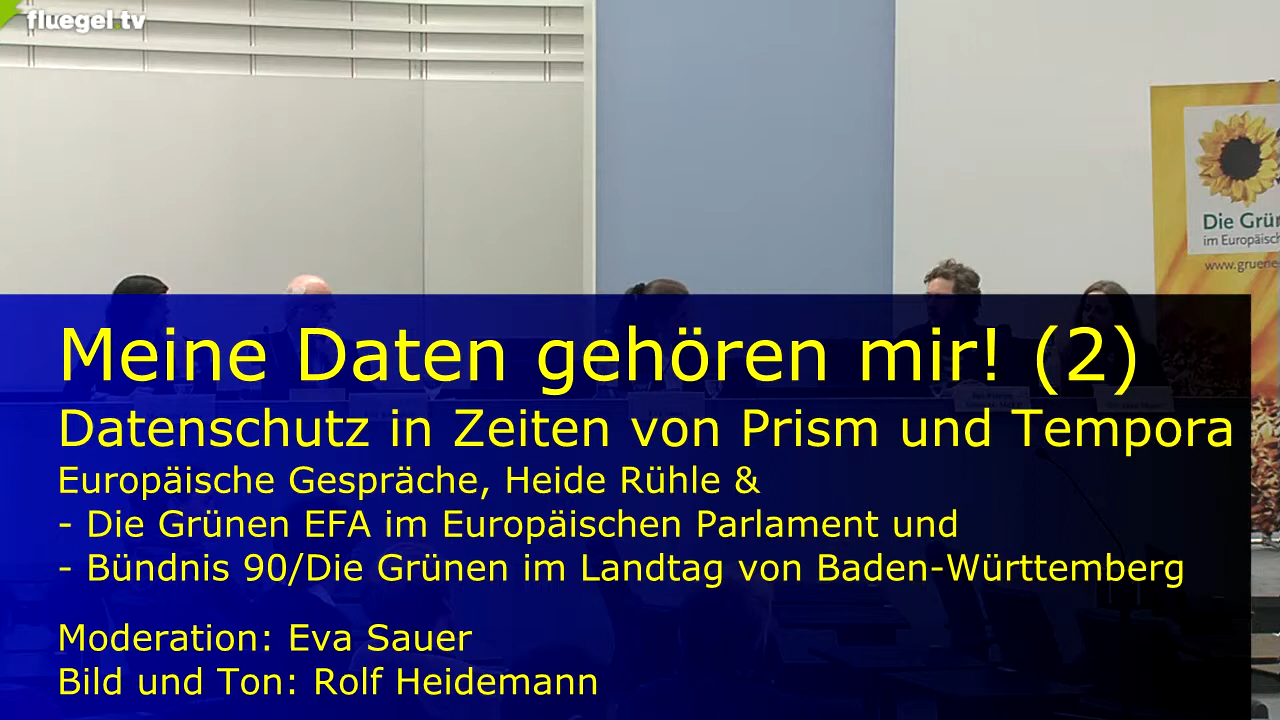 fluegel.tv
Die Grün
im Europäisch
www.gruene
Meine Daten gehören mir! (2)
Datenschutz in Zeiten von Prism und Tempora
Europäische Gespräche, Heide Rühle &
- Die Grünen EFA im Europäischen Parlament und
- Bündnis 90/Die Grünen im Landtag von Baden-Württemberg
Moderation: Eva Sauer
Bild und Ton: Rolf Heidemann